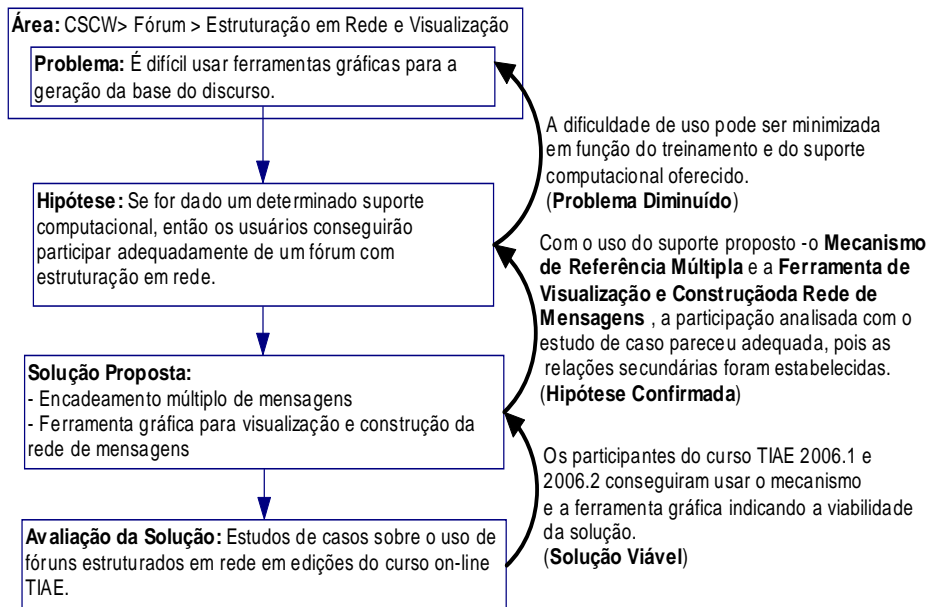 Área: CSCW> Fórum > Estruturação em Rede e Visualização
Problema: É difícil usar ferramentas gráficas para a
geração da base do discurso.
A dificuldade de uso pode ser minimizada
em função do treinamento e do suporte
computacional oferecido.
(Problema Diminuído)
Hipótese: Se for dado um determinado suporte
computacional, então os usuários conseguirão
participar adequadamente de um fórum com
estruturação em rede.
Com o uso do suporte proposto -o Mecanismo
de Referência Múltipla e a Ferramenta de
Visualização e Construçãoda Rede de
Mensagens , a participação analisada com o
estudo de caso pareceu adequada, pois as
relações secundárias foram estabelecidas.
(Hipótese Confirmada)
Solução Proposta:
- Encadeamento múltiplo de mensagens
- Ferramenta gráfica para visualização e construção da
rede de mensagens
Os participantes do curso TIAE 2006.1 e
2006.2 conseguiram usar o mecanismo
e a ferramenta gráfica indicando a viabilidade
da solução.
(Solução Viável)
Avaliação da Solução: Estudos de casos sobre o uso de
fóruns estruturados em rede em edições do curso on-line
TIAE.